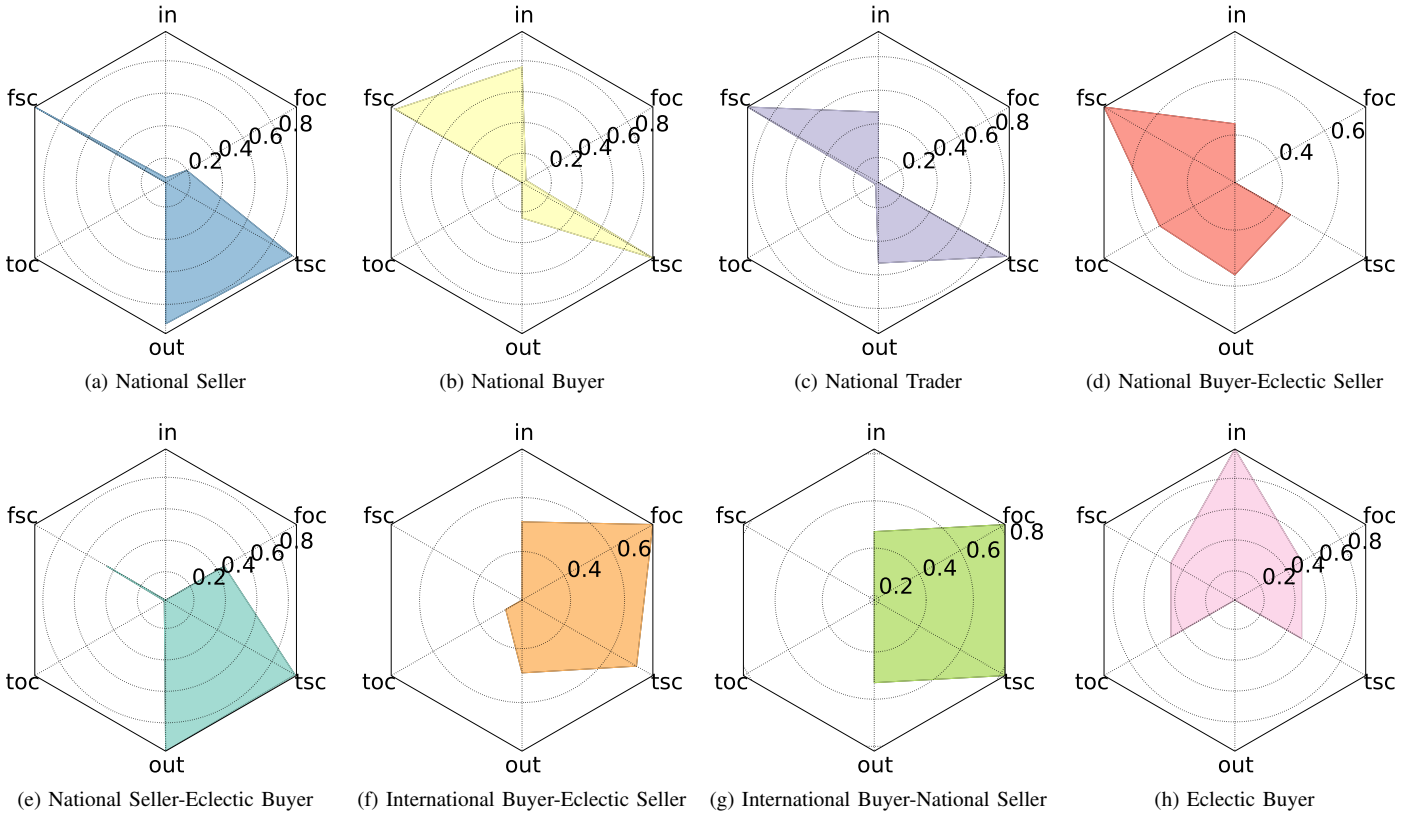 in
in
in
in
fsc
foc
0.8
0.6
0.4
0.2
fsc
foc
0.8
0.6
0.4
0.2
fsc
foc
0.8
0.6
0.4
0.2
fsc
foc
0.6
0.4
toc
tsc
toc
tsc
toc
tsc
toc
tsc
out
out
out
out
(a) National Seller
(b) National Buyer
(c) National Trader
(d) National Buyer-Eclectic Seller
in
in
in
in
fsc
foc
0.8
0.6
0.4
0.2
fsc
foc
0.6
0.4
fsc
foc
0.8
0.6
0.4
0.2
fsc
foc
0.8
0.6
0.4
0.2
toc
tsc
toc
tsc
toc
tsc
toc
tsc
out
out
out
out
(e) National Seller-Eclectic Buyer
(f) International Buyer-Eclectic Seller
(g) International Buyer-National Seller
(h) Eclectic Buyer